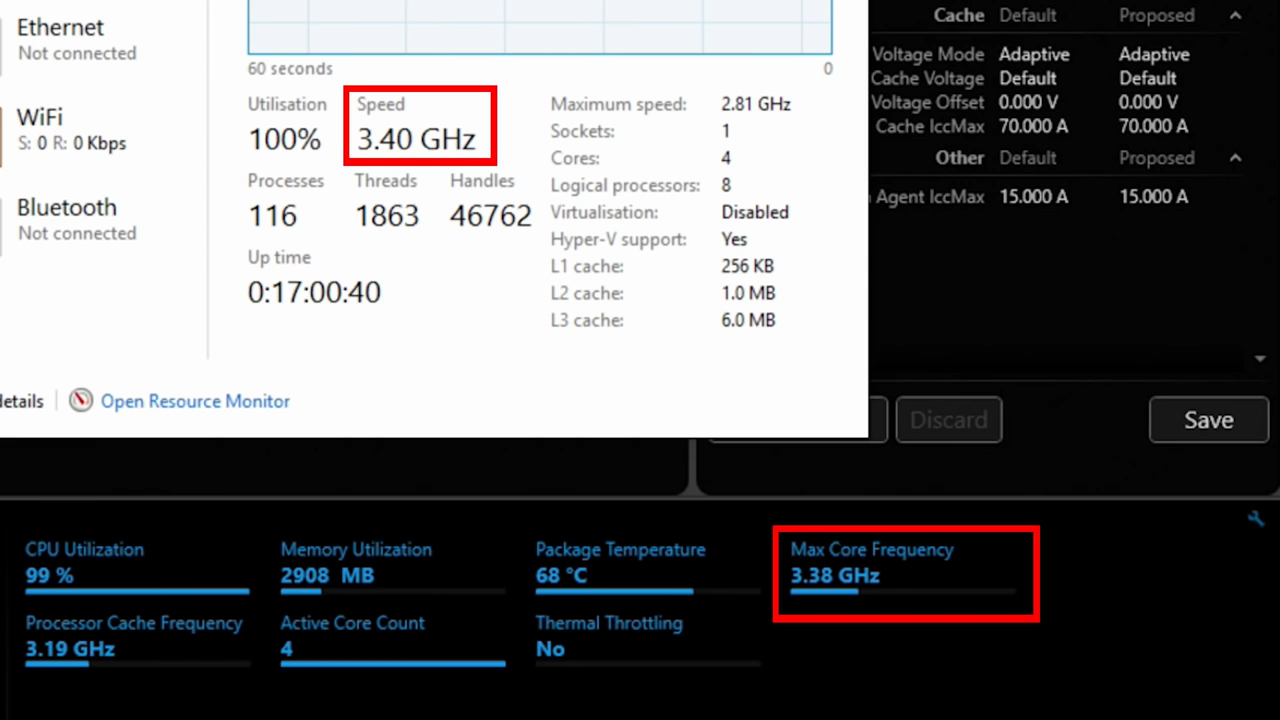 Ethernet
Not connected
WiFi
S: 0 R: 0 Kbps
Bluetooth
Not connected
60 seconds 0
Utilisation Speed
100% 3.40 GHz
Processes Threads Handles
116 1863 46762
Up time
0:17:00:40
Maximum speed: 2.81 GHz
Sockets: 1
Cores: 4
Logical processors: 8
Virtualisation: Disabled
Hyper-V support: Yes
L1 cache: 256 KB
L2 cache: 1.0 MB
L3 cache: 6.0 MB
details Open Resource Monitor
Cache Default Proposed
Voltage Mode Adaptive Adaptive
Cache Voltage Default Default
Voltage Offset 0.000 V 0.000 V
Cache IccMax 70.000 A 70.000 A
Other Default Proposed
Agent IccMax 15.000 A 15.000 A
Discard Save
CPU Utilization Memory Utilization Package Temperature Max Core Frequency
99 % 2908 MB 68 °C 3.38 GHz
Processor Cache Frequency Active Core Count Thermal Throttling
3.19 GHz 4 No